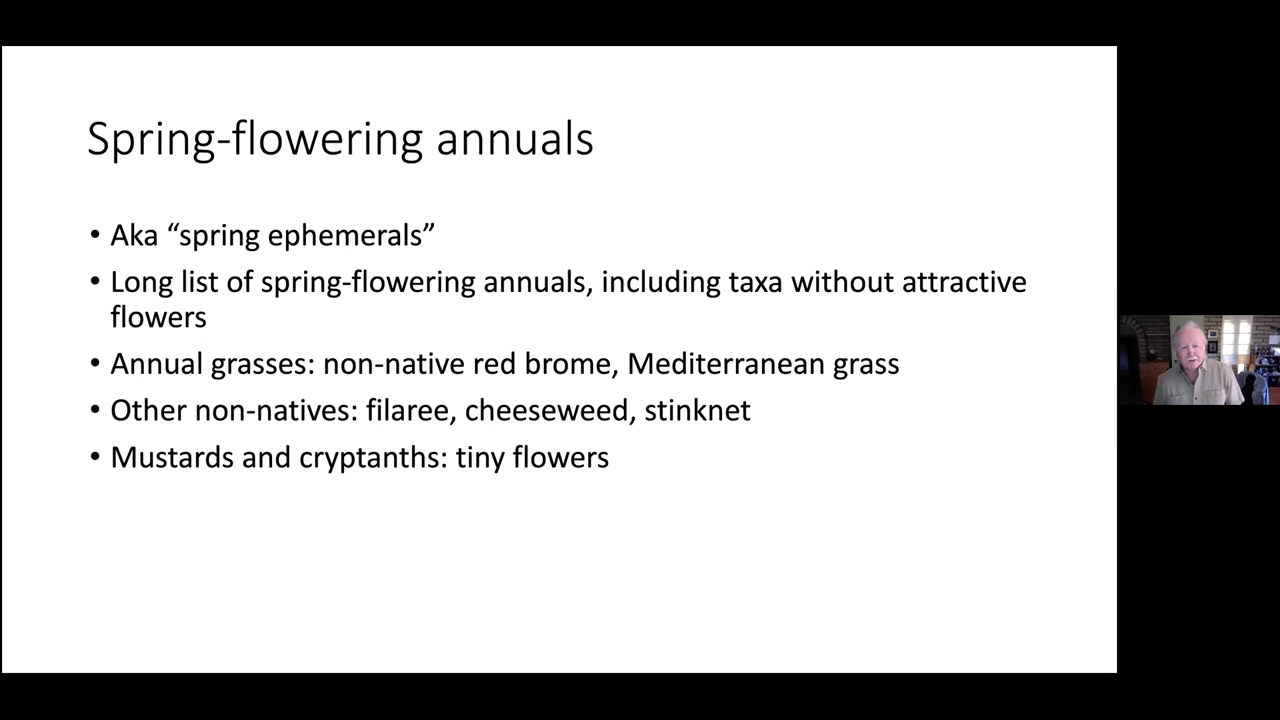 Spring-flowering annuals
• Aka “spring ephemerals”
• Long list of spring-flowering annuals, including taxa without attractive
flowers
• Annual grasses: non-native red brome, Mediterranean grass
• Other non-natives: filaree, cheeseweed, stinknet
• Mustards and cryptanths: tiny flowers